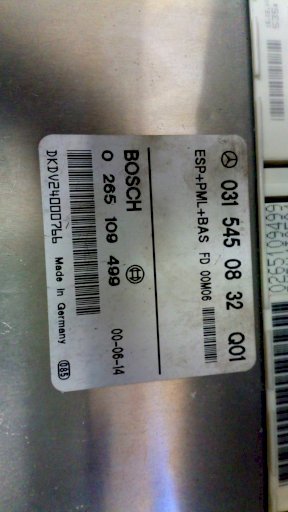 031 545 08 32 Q01
ESP+PML+BAS FD 00M06
BOSCH
0 265 109 499 00-06-14
DKDV24000766 Made in Germany 085